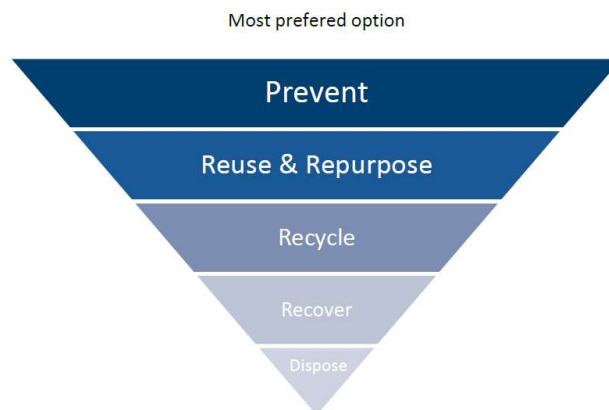 Most prefered option
Prevent
Reuse & Repurpose
Recycle
Recover
Dispose